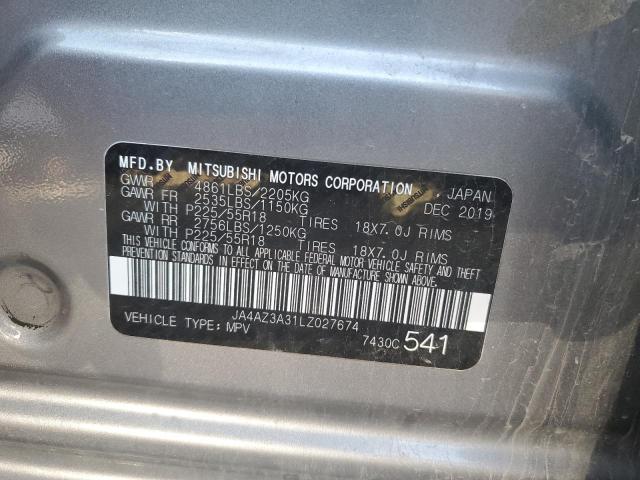 MFD.BY MITSUBISHI MOTORS CORPORATION, JAPAN
GVWR 4861LBS/2205KG DEC 2019
GAWR FR 2535LBS/1150KG
WITH P225/55R18 TIRES 18X7.0J RIMS
GAWR RR 2756LBS/1250KG
WITH P225/55R18 TIRES 18X7.0J RIMS
THIS VEHICLE CONFORMS TO ALL APPLICABLE FEDERAL MOTOR VEHICLE SAFETY AND THEFT
PREVENTION STANDARDS IN EFFECT ON THE DATE OF MANUFACTURE SHOWN ABOVE.
JA4AZ3A31LZ027674
VEHICLE TYPE: MPV 7430C 541